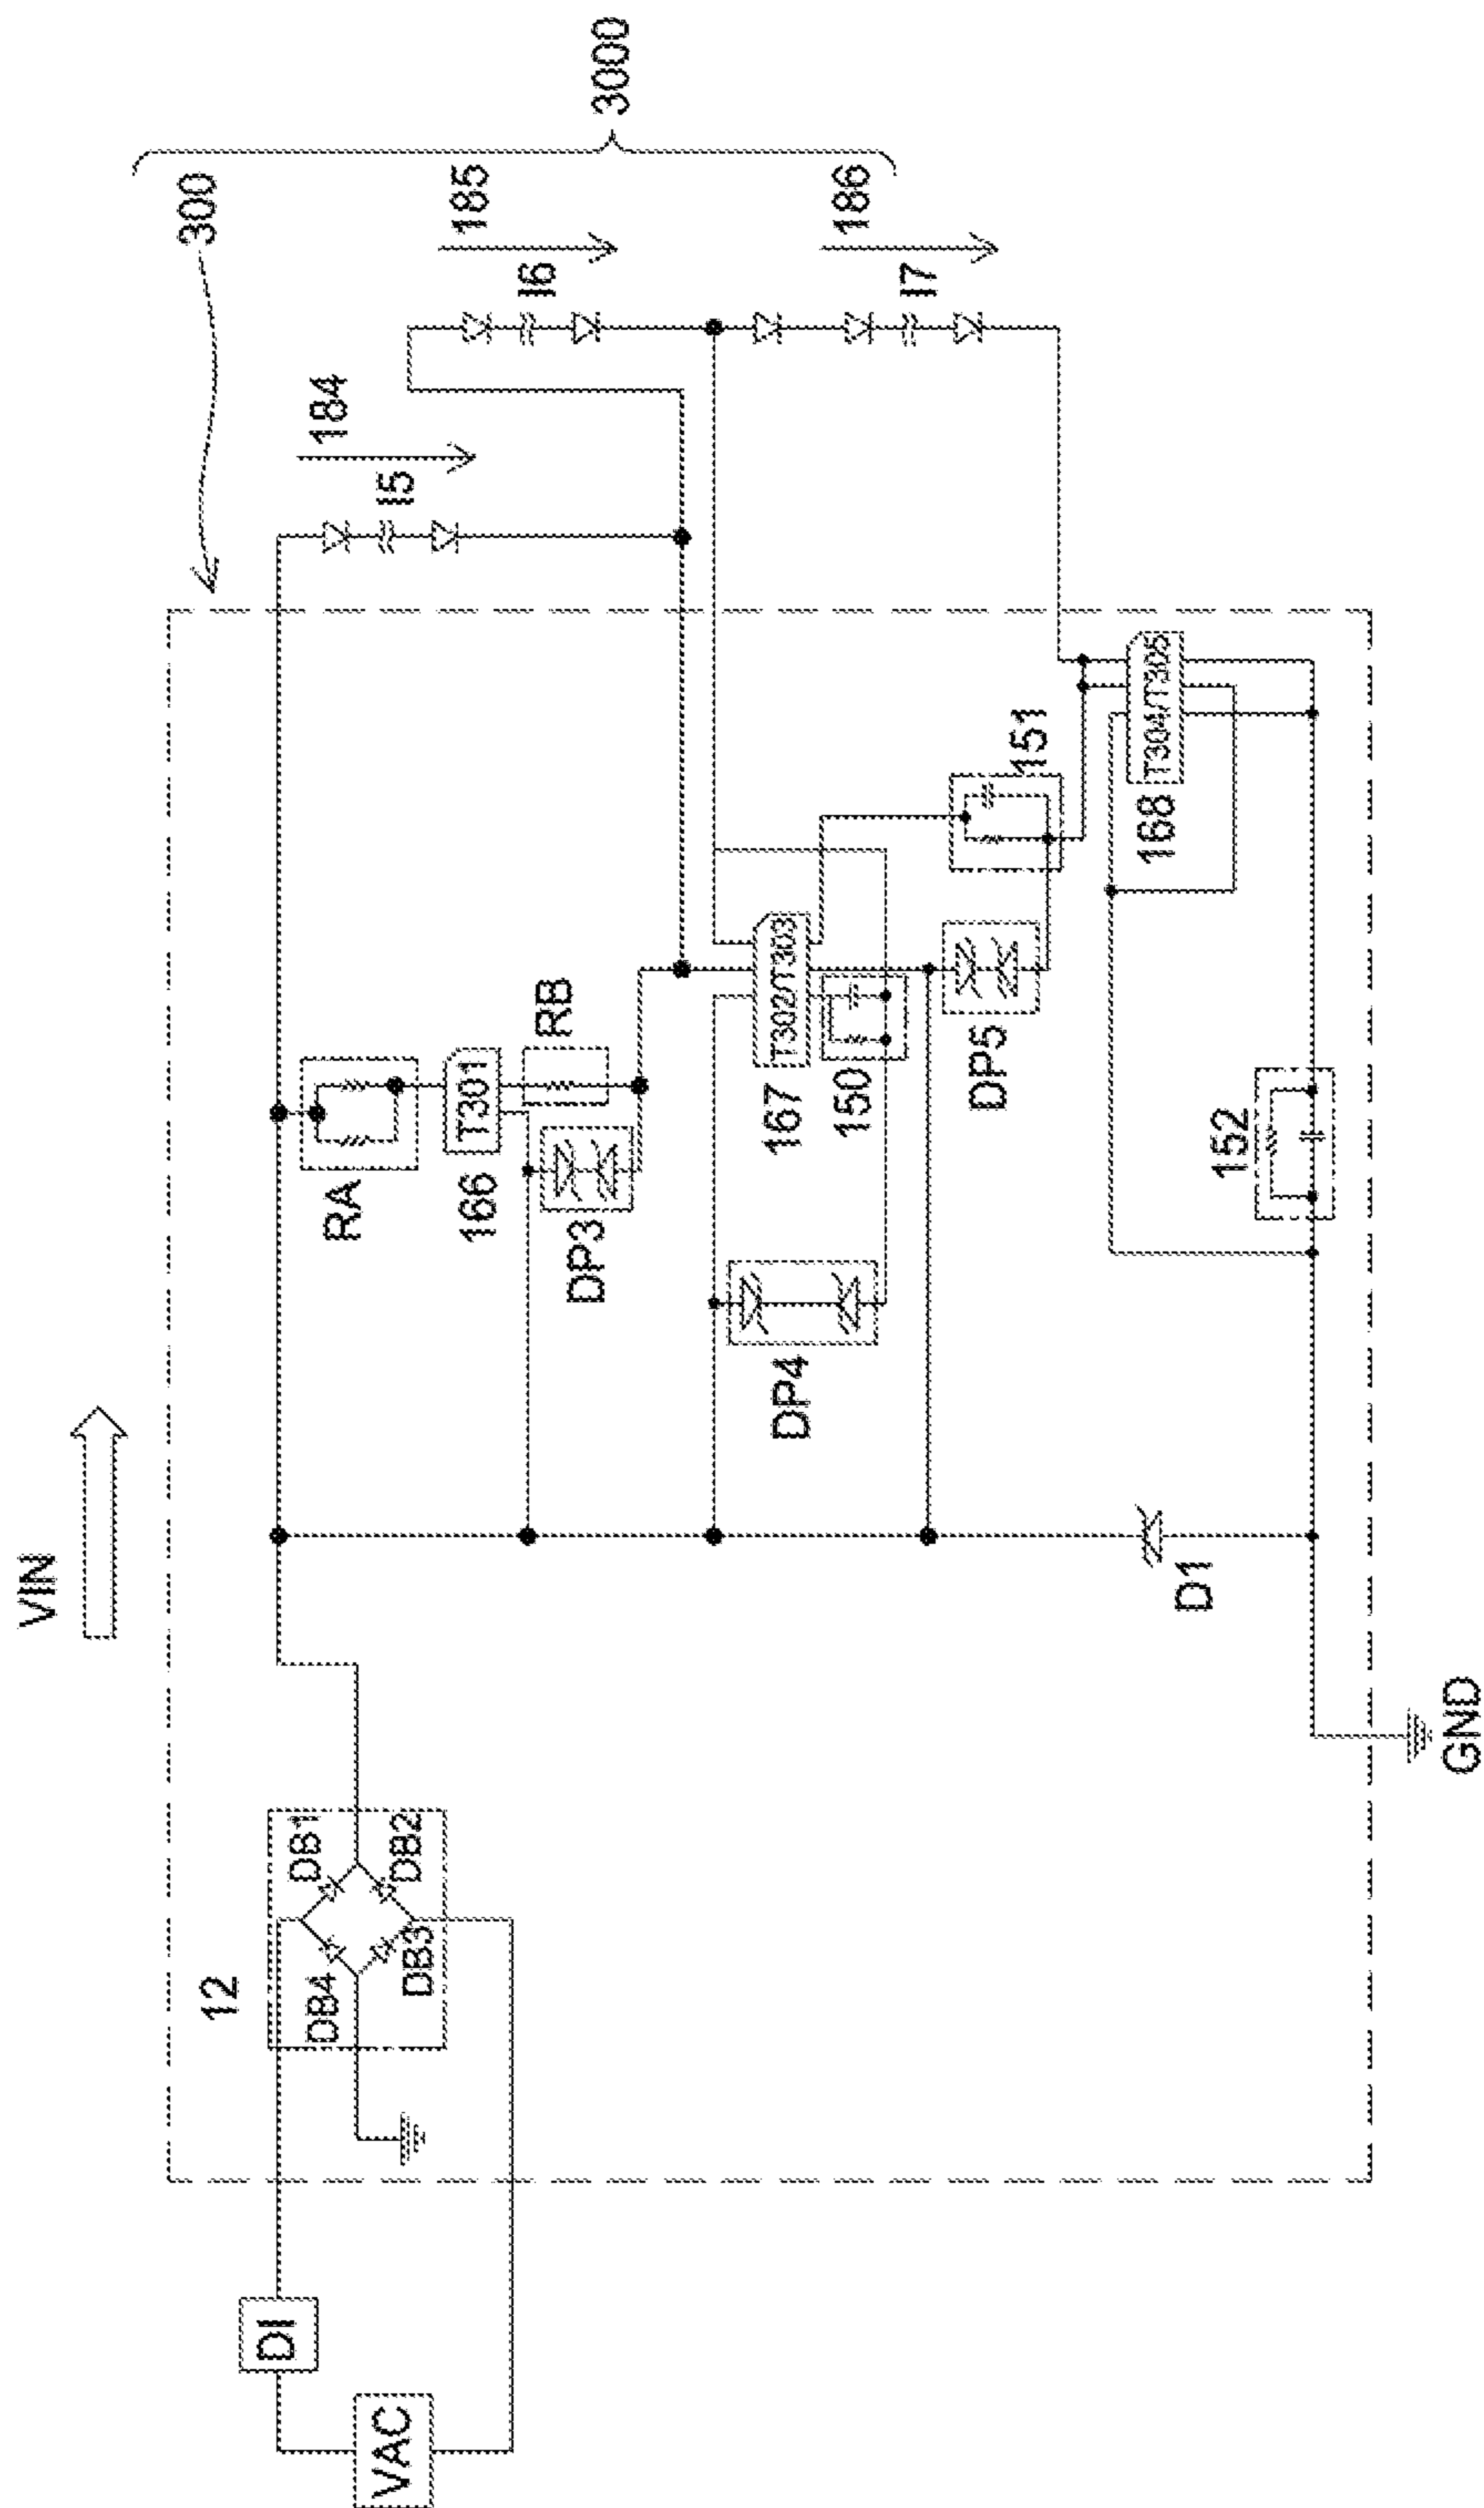 VIN
300
3000
184
I5
185
I6
186
I7
12
DB1
DB2
DB3
DB4
DI
VAC
RA
T301
166
RB
DP3
DP4
T302/T303
167
150
DP5
151
T304/T305
168
152
D1
GND